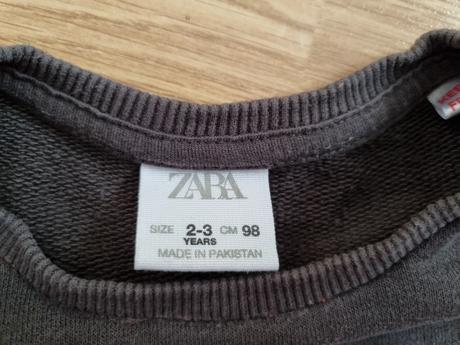 ZARA
SIZE 2-3 CM 98
YEARS
MADE IN PAKISTAN